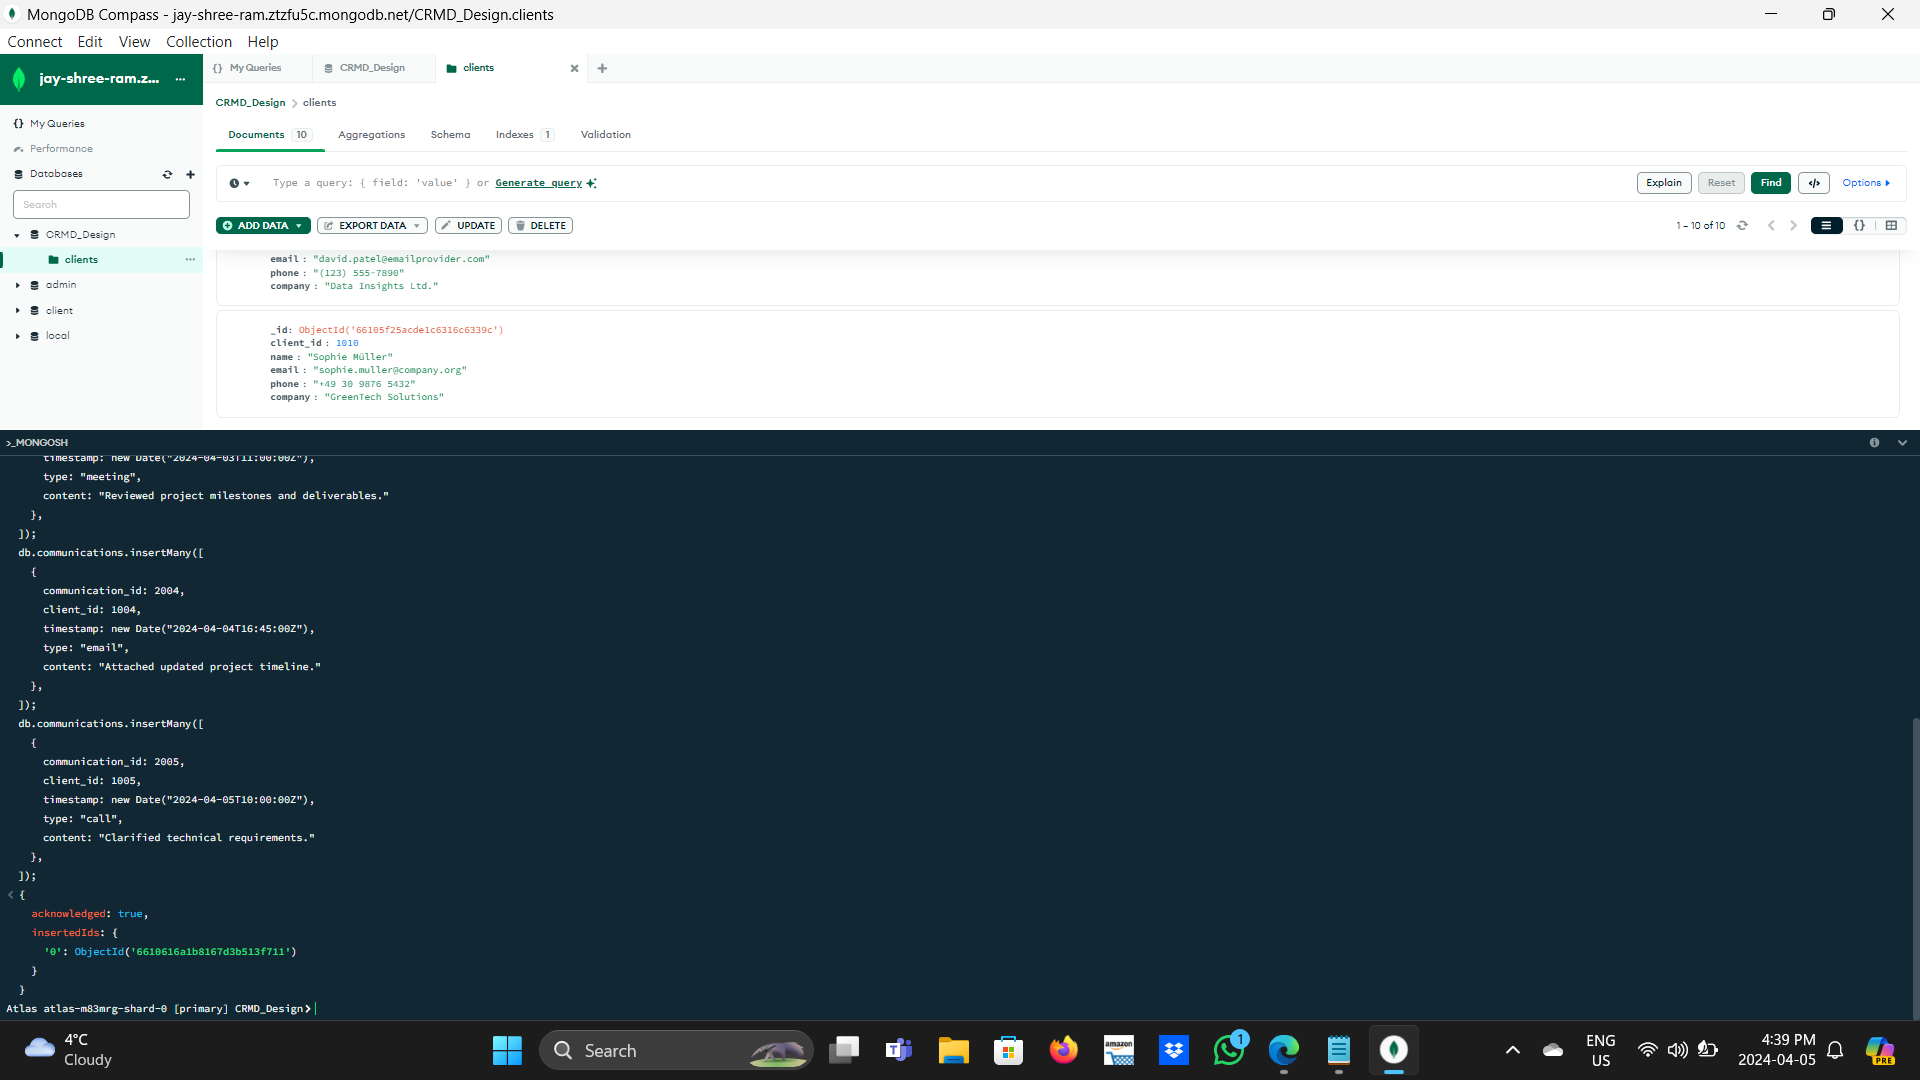 MongoDB Compass - jay-shree-ram.ztzfu5c.mongodb.net/CRMD_Design.clients
Connect Edit View Collection Help
jay-shree-ram.z... ...
{} My Queries
CRMD_Design
clients
+
CRMD_Design > clients
{} My Queries
Performance
Databases
Search
CRMD_Design
clients ...
admin
client
local
Documents 10 Aggregations Schema Indexes 1 Validation
Type a query: { field: 'value' } or Generate query
Explain Reset Find </> Options
ADD DATA EXPORT DATA UPDATE DELETE
1 – 10 of 10 {}
email : "david.patel@emailprovider.com"
phone : "(123) 555-7890"
company : "Data Insights Ltd."
_id: ObjectId('66105f25acde1c6316c6339c')
client_id : 1010
name : "Sophie Müller"
email : "sophie.muller@company.org"
phone : "+49 30 9876 5432"
company : "GreenTech Solutions"
>_MONGOSH
timestamp: new Date("2024-04-03T11:00:00Z"),
type: "meeting",
content: "Reviewed project milestones and deliverables."
},
]);
db.communications.insertMany([
{
communication_id: 2004,
client_id: 1004,
timestamp: new Date("2024-04-04T16:45:00Z"),
type: "email",
content: "Attached updated project timeline."
},
]);
db.communications.insertMany([
{
communication_id: 2005,
client_id: 1005,
timestamp: new Date("2024-04-05T10:00:00Z"),
type: "call",
content: "Clarified technical requirements."
},
]);
< {
acknowledged: true,
insertedIds: {
'0': ObjectId('6610616a1b8167d3b513f711')
}
}
Atlas atlas-m83mrg-shard-0 [primary] CRMD_Design>
4°C
Cloudy
Search
amazon
1
ENG
US
4:39 PM
2024-04-05
PRE